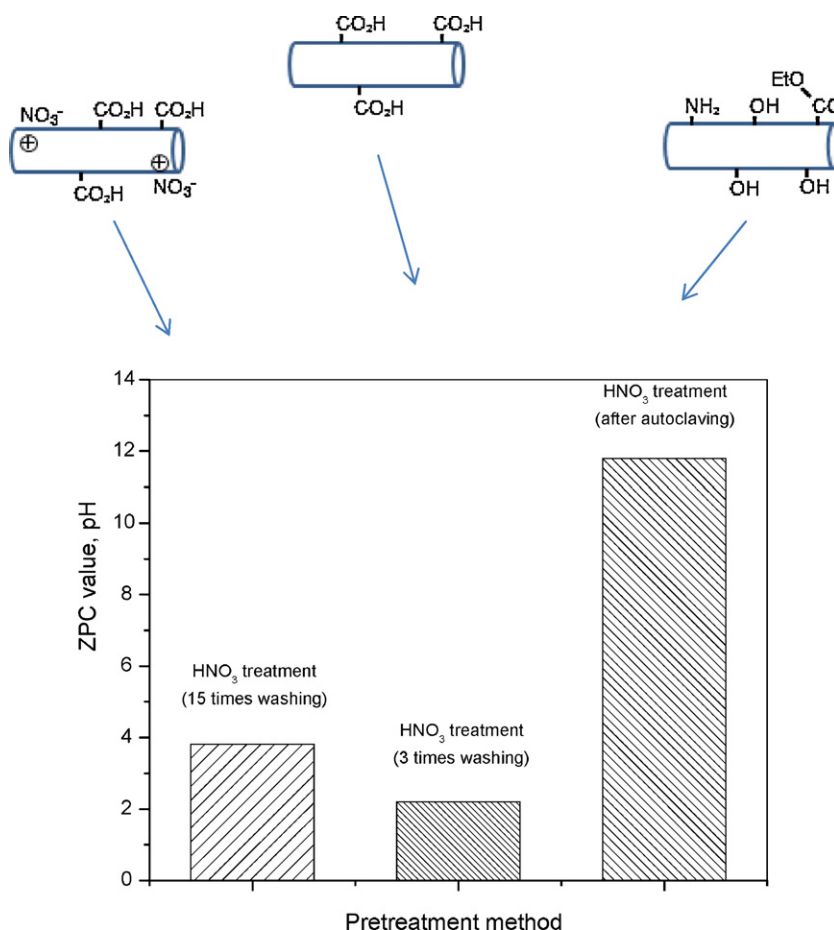 CO₂H CO₂H
CO₂H
NO₃⁻ CO₂H CO₂H
⊕
⊕
CO₂H NO₃⁻
EtO
NH₂ OH
OH OH
14
12
10
8
6
4
2
0
ZPC value, pH
HNO₃ treatment
(15 times washing)
HNO₃ treatment
(3 times washing)
HNO₃ treatment
(after autoclaving)
Pretreatment method